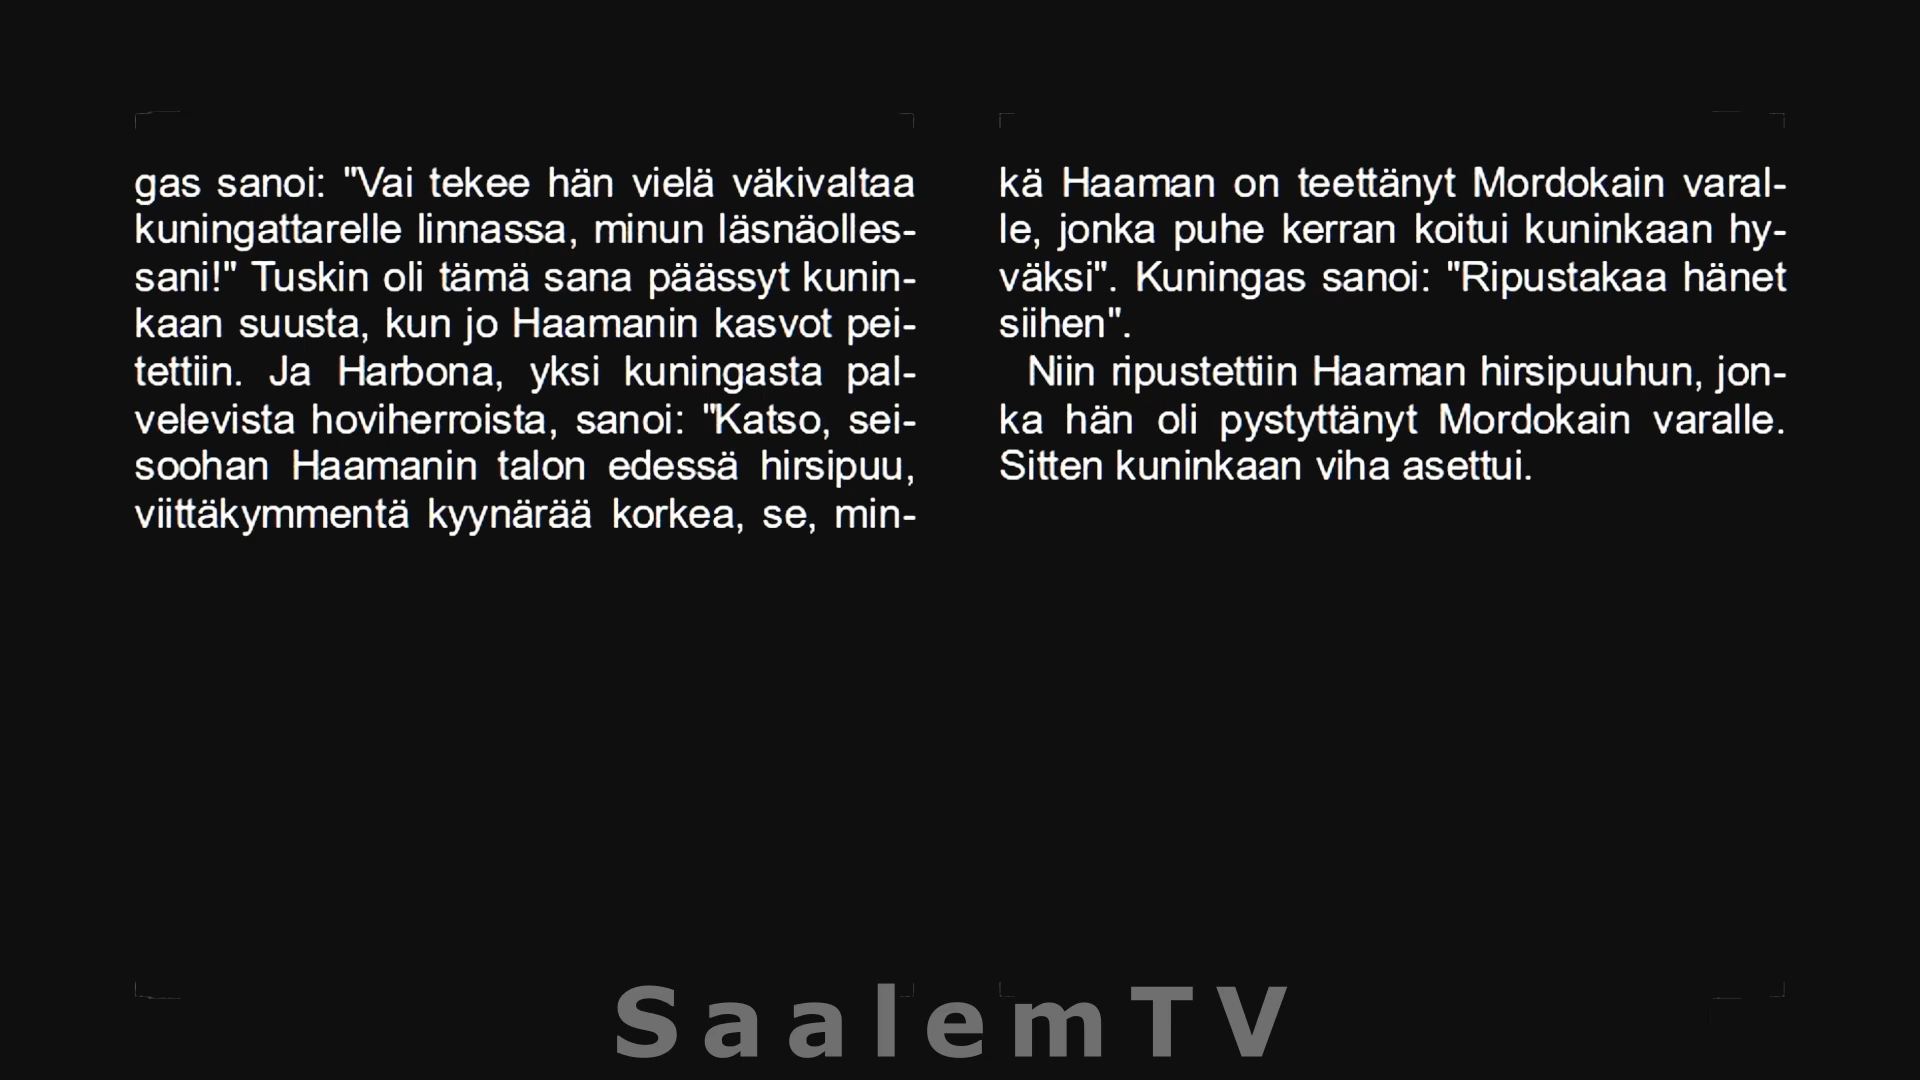 gas sanoi: "Vai tekee hän vielä väkivaltaa
kuningattarelle linnassa, minun läsnäolles-
sani!" Tuskin oli tämä sana päässyt kunin-
kaan suusta, kun jo Haamanin kasvot pei-
tettiin. Ja Harbona, yksi kuningasta pal-
velevista hoviherroista, sanoi: "Katso, sei-
soohan Haamanin talon edessä hirsipuu,
viittäkymmentä kyynärää korkea, se, min-
kä Haaman on teettänyt Mordokain varal-
le, jonka puhe kerran koitui kuninkaan hy-
väksi". Kuningas sanoi: "Ripustakaa hänet
siihen".
Niin ripustettiin Haaman hirsipuuhun, jon-
ka hän oli pystyttänyt Mordokain varalle.
Sitten kuninkaan viha asettui.
SaalemTV